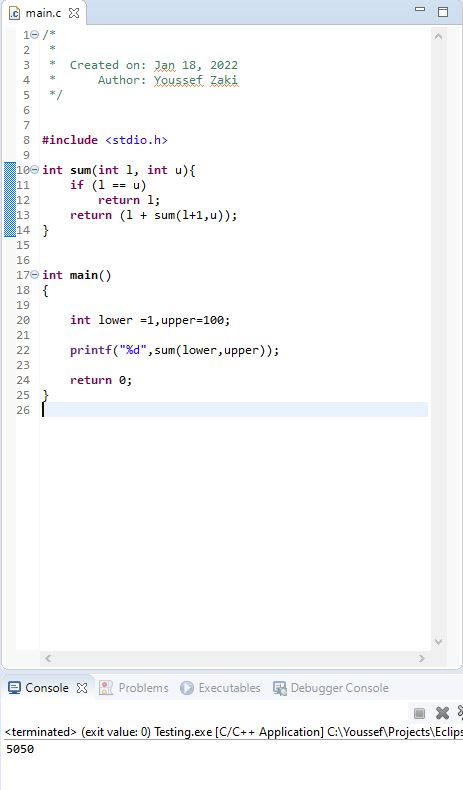 main.c
1 /*
2  *
3  *  Created on: Jan 18, 2022
4  *      Author: Youssef Zaki
5  */
6
7
8 #include <stdio.h>
9
10 int sum(int l, int u){
11     if (l == u)
12         return l;
13     return (l + sum(l+1,u));
14 }
15
16
17 int main()
18 {
19
20     int lower =1,upper=100;
21
22     printf("%d",sum(lower,upper));
23
24     return 0;
25 }
26
Console Problems Executables Debugger Console
<terminated> (exit value: 0) Testing.exe [C/C++ Application] C:\Youssef\Projects\Eclips
5050